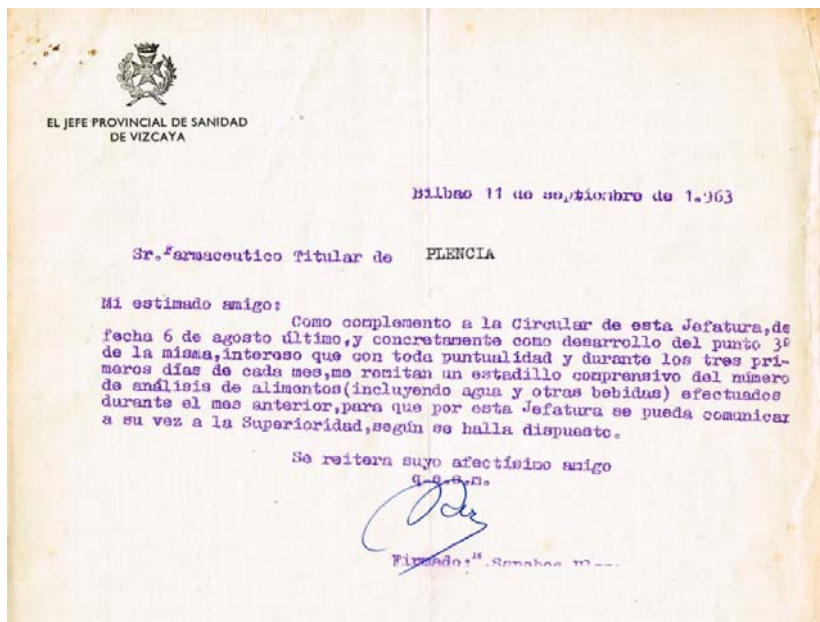 EL JEFE PROVINCIAL DE SANIDAD
DE VIZCAYA
Bilbao 11 de septiembre de 1.963
Sr. Farmaceutico Titular de PLENCIA
Mi estimado amigo:
Como complemento a la Circular de esta Jefatura,de
fecha 6 de agosto último,y concretamente como desarrollo del punto 3º
de la misma,intereso que con toda puntualidad y durante los tres pri-
meros días de cada mes,me remitan un estadillo comprensivo del número
de análisis de alimentos(incluyendo agua y otras bebidas) efectuados
durante el mes anterior,para que por esta Jefatura se pueda comunicar
a su vez a la Superioridad,según se halla dispuesto.
Se reitera suyo afectísimo amigo
q.e.s.m.
Firmado: